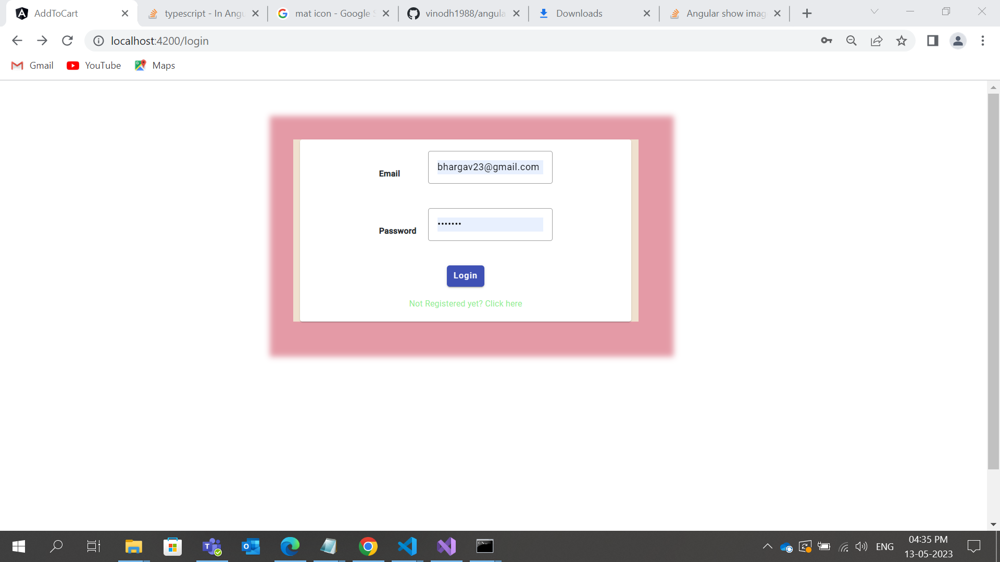 AddToCart
typescript - In Angu
mat icon - Google S
vinodh1988/angula
Downloads
Angular show imag
localhost:4200/login
Gmail
YouTube
Maps
Email
bhargav23@gmail.com
Password
•••••••
Login
Not Registered yet? Click here
ENG
04:35 PM
13-05-2023